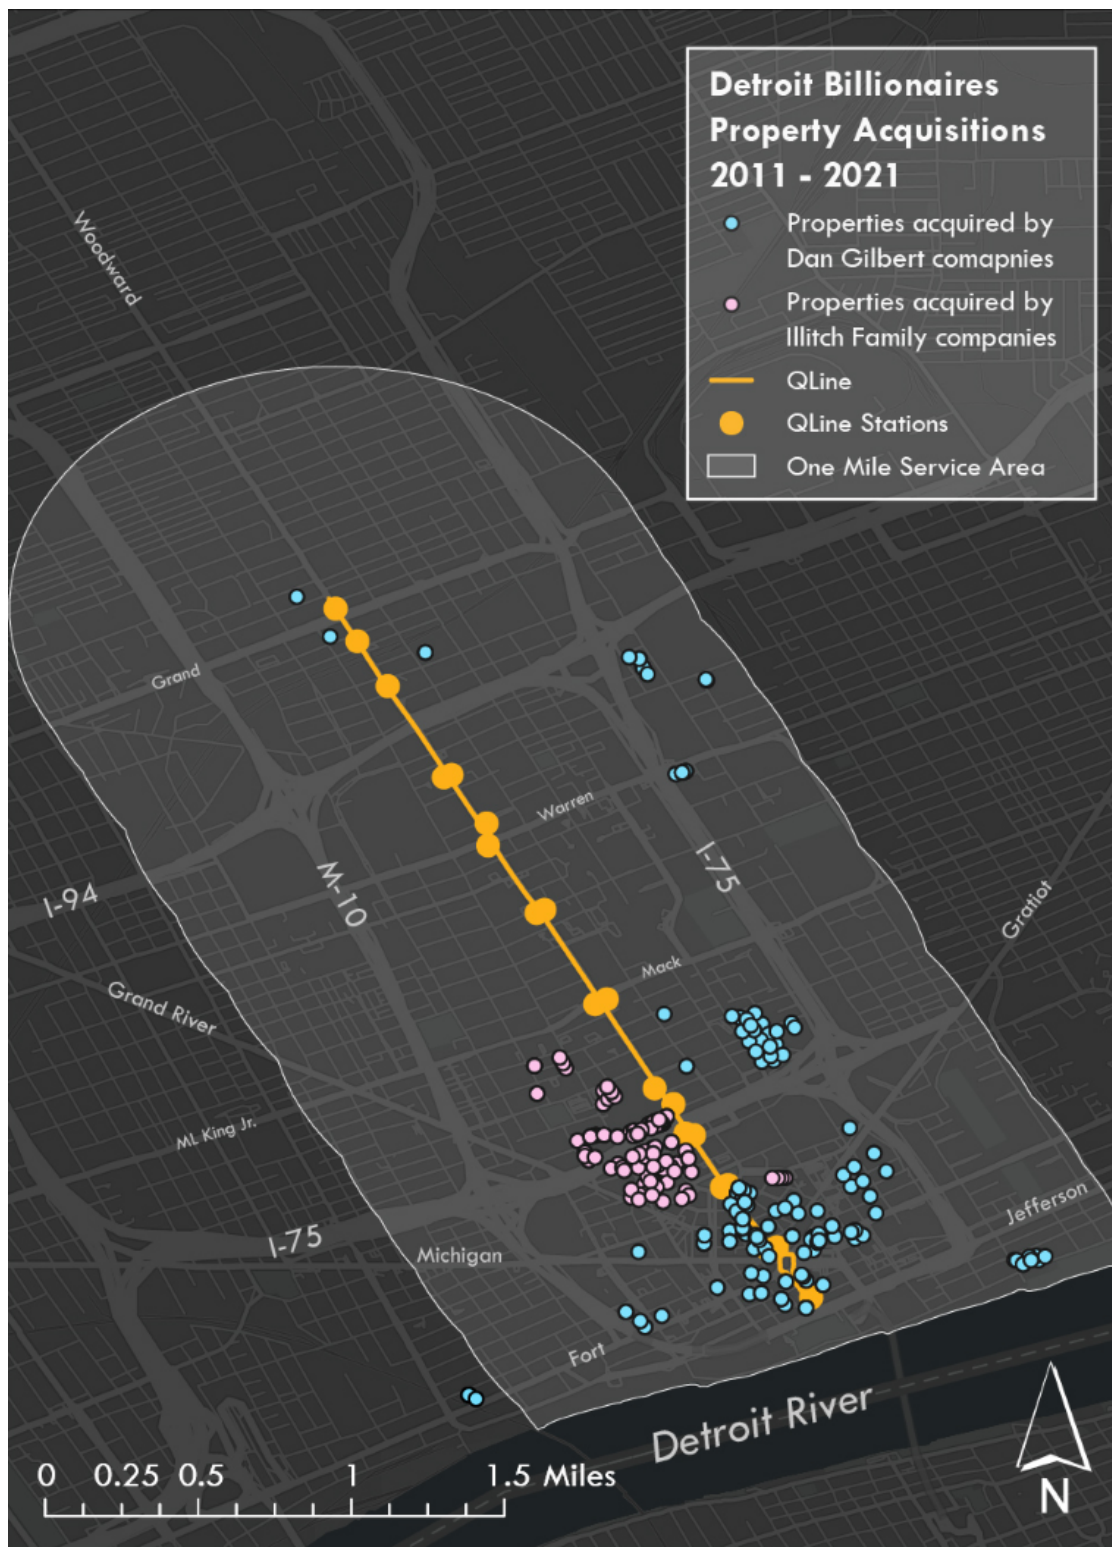 Detroit Billionaires
Property Acquisitions
2011 - 2021
Properties acquired by
Dan Gilbert comapnies
Properties acquired by
Illitch Family companies
QLine
QLine Stations
One Mile Service Area
Woodward
Grand
Warren
I-75
M-10
I-94
Gratiot
Mack
Grand River
ML King Jr.
Jefferson
I-75
Michigan
Fort
Detroit River
0 0.25 0.5 1 1.5 Miles
N